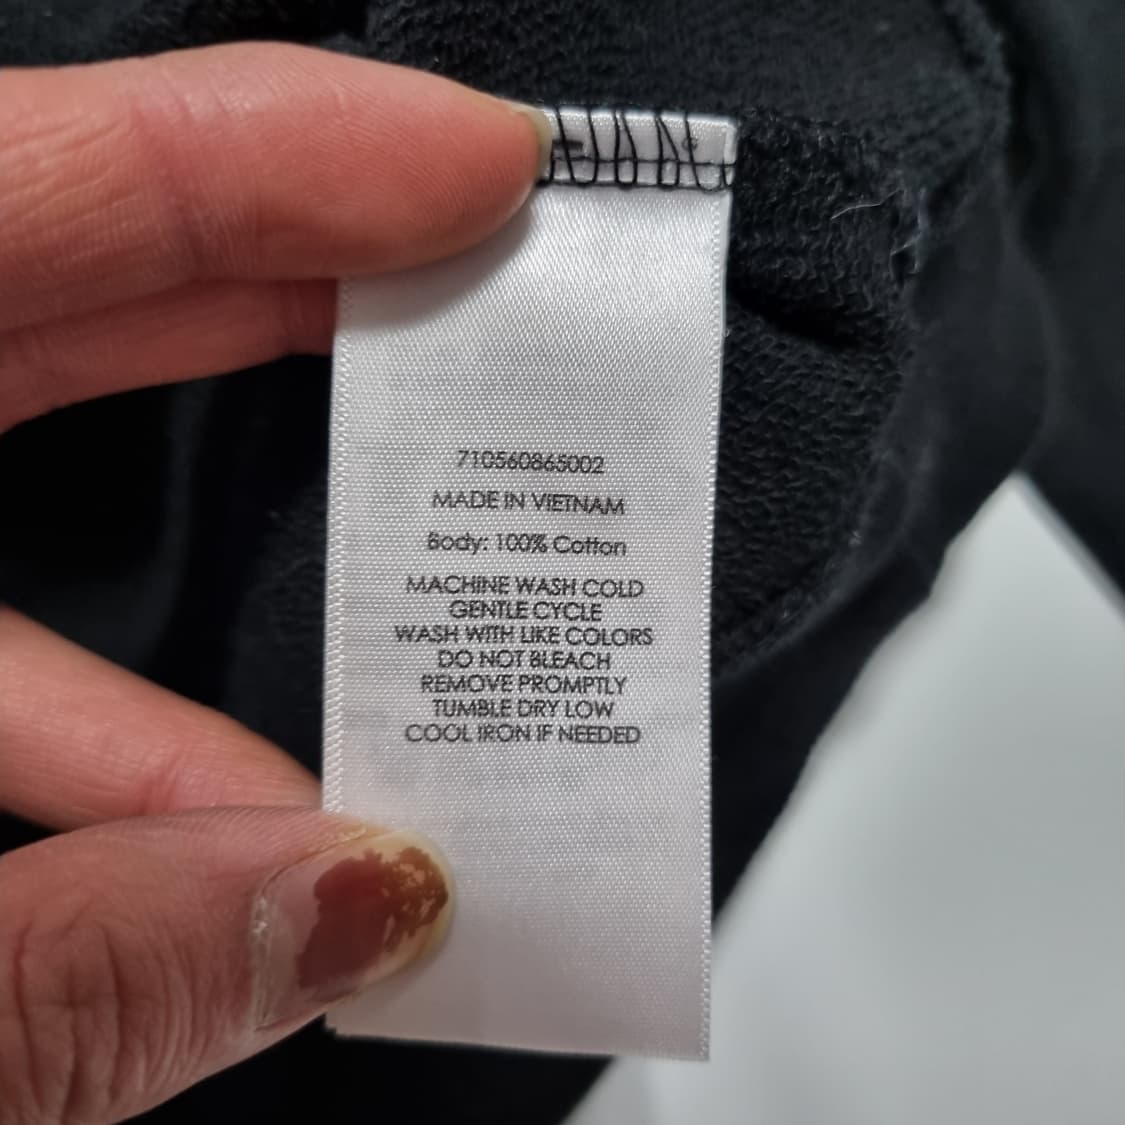 710560865002
MADE IN VIETNAM
Body: 100% Cotton
MACHINE WASH COLD
GENTLE CYCLE
WASH WITH LIKE COLORS
DO NOT BLEACH
REMOVE PROMPTLY
TUMBLE DRY LOW
COOL IRON IF NEEDED